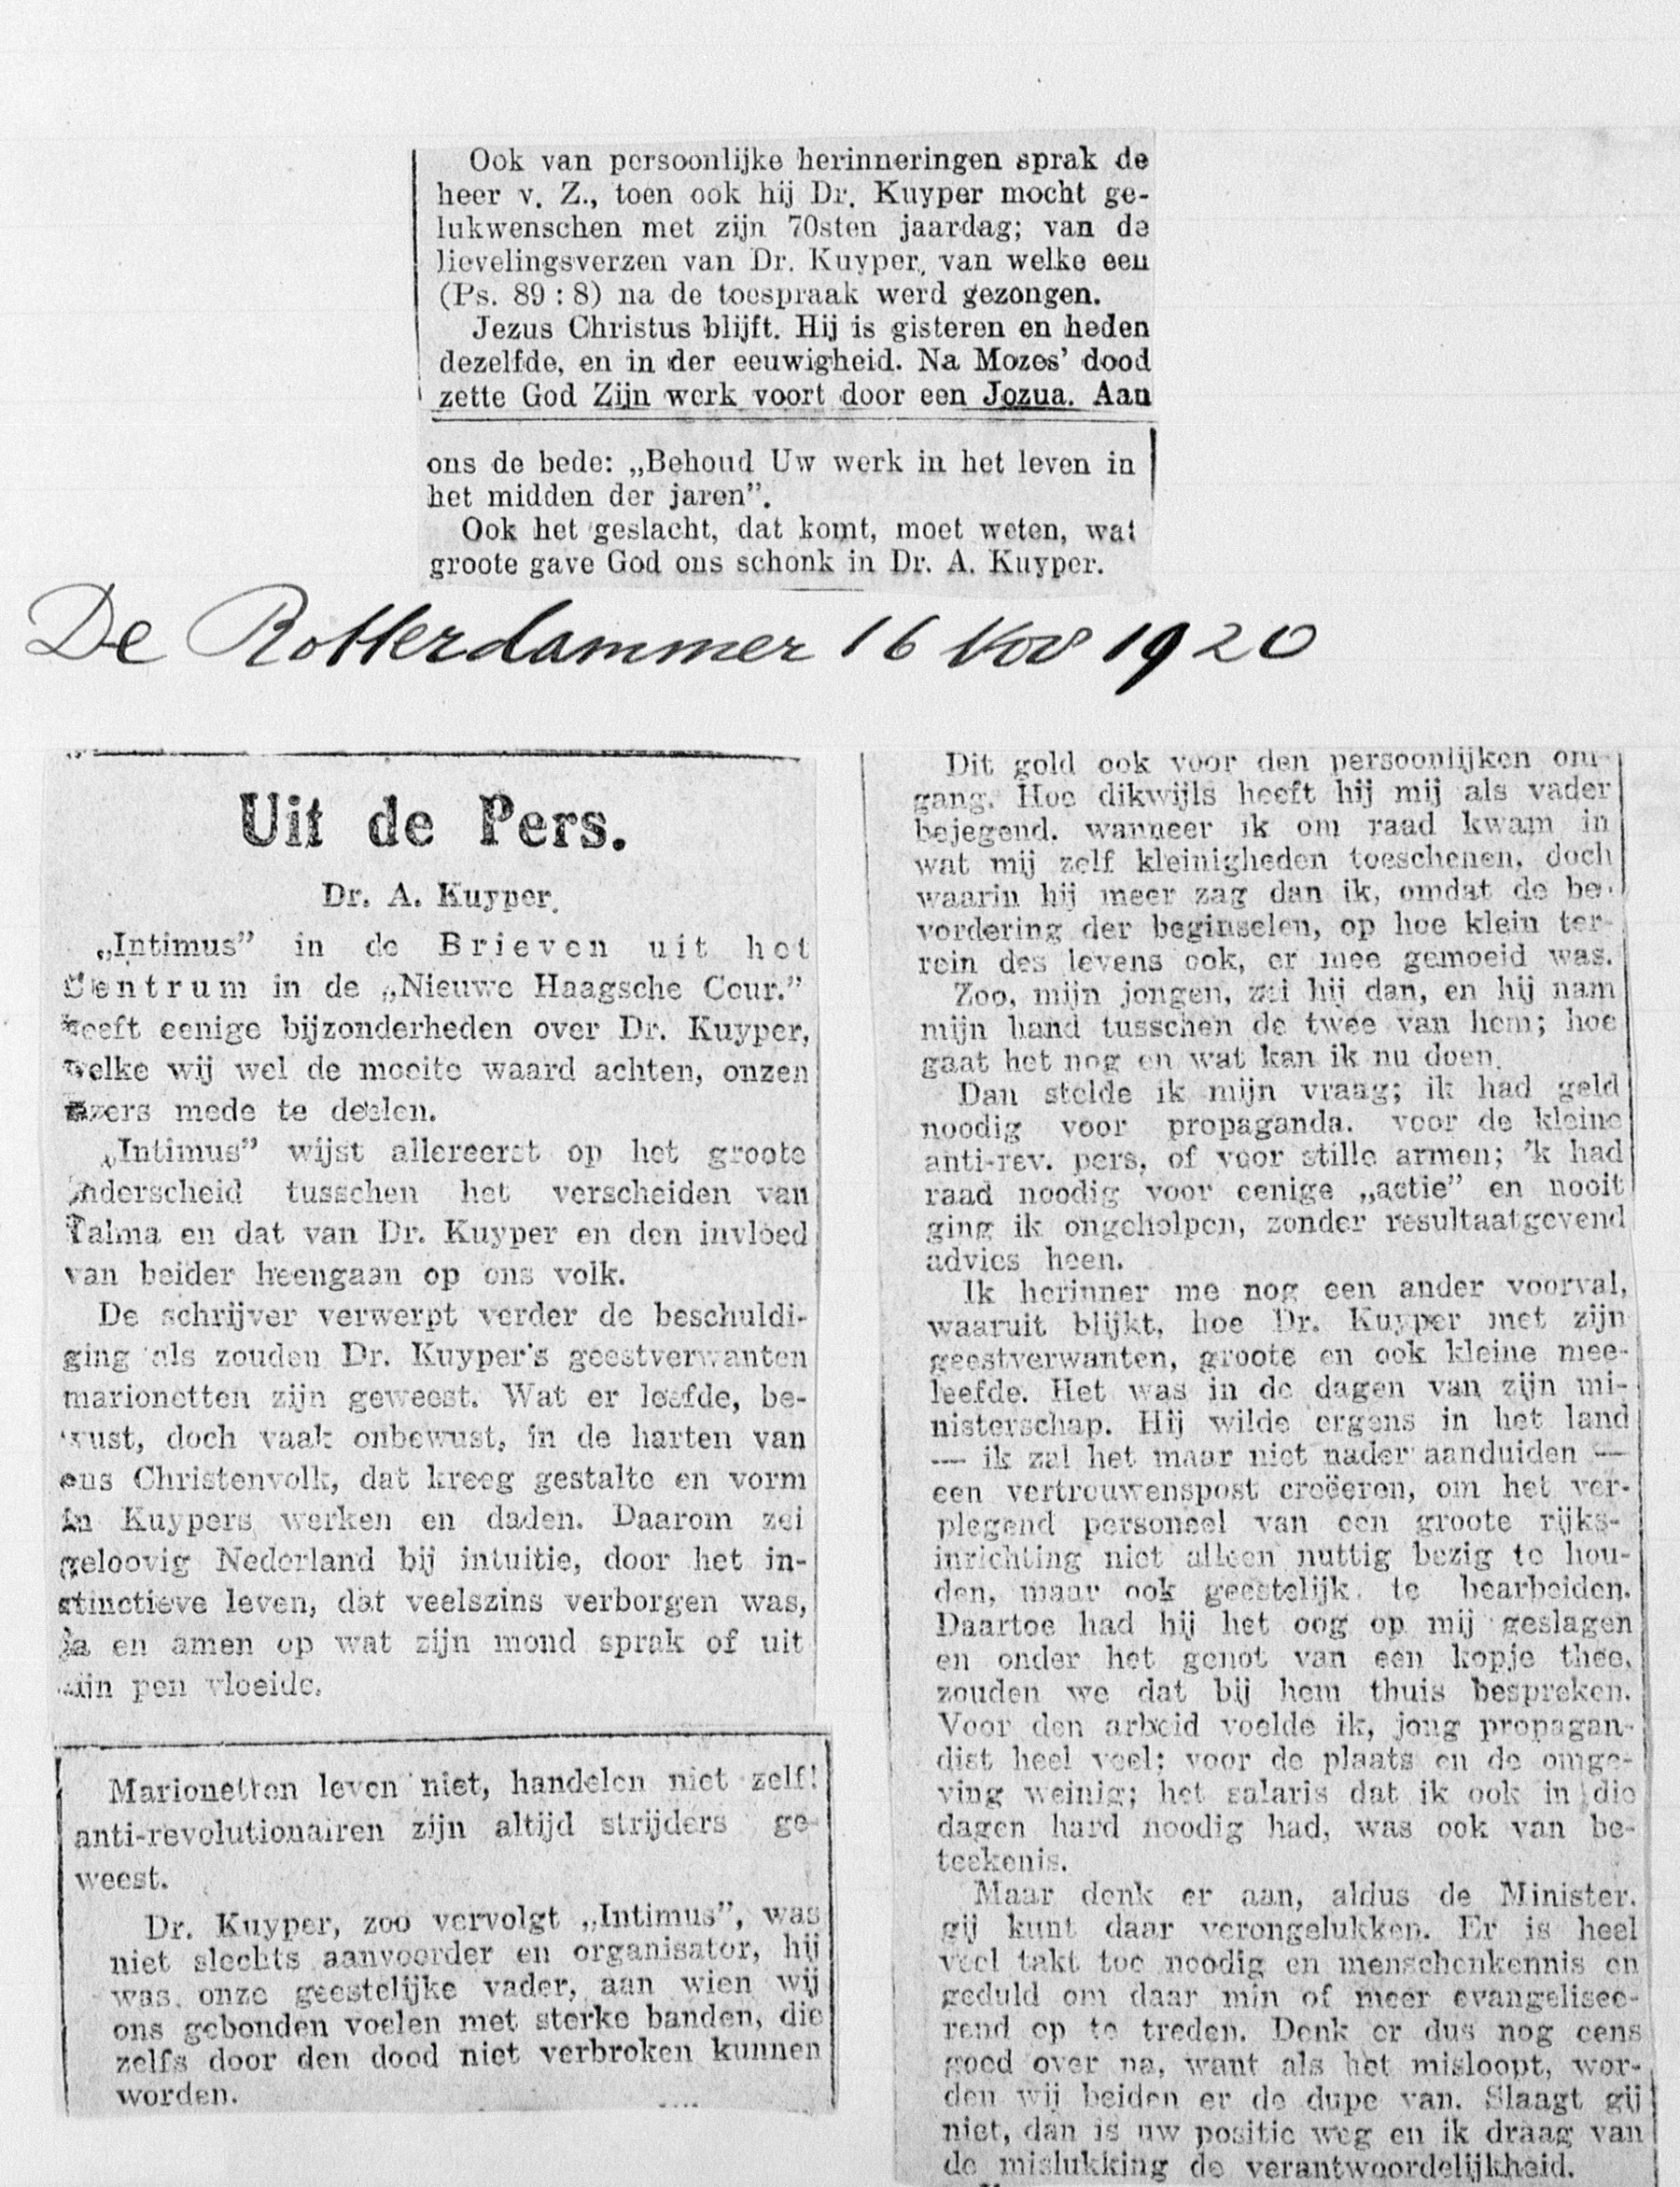 Ook van persoonlijke herinneringen sprak de
heer v. Z., toen ook hij Dr. Kuyper mocht ge-
lukwenschen met zijn 70sten jaardag; van de
lievelingsverzen van Dr. Kuyper, van welke een
(Ps. 89 : 8) na de toespraak werd gezongen.
Jezus Christus blijft. Hij is gisteren en heden
dezelfde, en in der eeuwigheid. Na Mozes' dood
zette God Zijn werk voort door een Jozua. Aan
ons de bede: „Behoud Uw werk in het leven in
het midden der jaren”.
Ook het geslacht, dat komt, moet weten, wat
groote gave God ons schonk in Dr. A. Kuyper.
De Rotterdammer 16 Nov 1920
Uit de Pers.
Dr. A. Kuyper.
„Intimus” in de Brieven uit het
Centrum in de „Nieuwe Haagsche Cour.”
geeft eenige bijzonderheden over Dr. Kuyper,
welke wij wel de moeite waard achten, onzen
lezers mede te deelen.
„Intimus” wijst allereerst op het groote
onderscheid tusschen het verscheiden van
Talma en dat van Dr. Kuyper en den invloed
van beider heengaan op ons volk.
De schrijver verwerpt verder de beschuldi-
ging als zouden Dr. Kuyper's geestverwanten
marionetten zijn geweest. Wat er leefde, be-
wust, doch vaak onbewust, in de harten van
ons Christenvolk, dat kreeg gestalte en vorm
in Kuypers werken en daden. Daarom zei
geloovig Nederland bij intuitie, door het in-
stinctieve leven, dat veelszins verborgen was,
ja en amen op wat zijn mond sprak of uit
zijn pen vloeide.
Marionetten leven niet, handelen niet zelf!
anti-revolutionairen zijn altijd strijders ge-
weest.
Dr. Kuyper, zoo vervolgt „Intimus”, was
niet slechts aanvoerder en organisator, hij
was onze geestelijke vader, aan wien wij
ons gebonden voelen met sterke banden, die
zelfs door den dood niet verbroken kunnen
worden.
Dit gold ook voor den persoonlijken om-
gang. Hoe dikwijls heeft hij mij als vader
bejegend, wanneer ik om raad kwam in
wat mij zelf kleinigheden toeschenen, doch
waarin hij meer zag dan ik, omdat de be-
vordering der beginselen, op hoe klein ter-
rein des levens ook, er mee gemoeid was.
Zoo, mijn jongen, zei hij dan, en hij nam
mijn hand tusschen de twee van hem; hoe
gaat het nog en wat kan ik nu doen.
Dan stelde ik mijn vraag; ik had geld
noodig voor propaganda, voor de kleine
anti-rev. pers, of voor stille armen; 'k had
raad noodig voor eenige „actie” en nooit
ging ik ongeholpen, zonder resultaatgevend
advies heen.
Ik herinner me nog een ander voorval,
waaruit blijkt, hoe Dr. Kuyper met zijn
geestverwanten, groote en ook kleine mee-
leefde. Het was in de dagen van zijn mi-
nisterschap. Hij wilde ergens in het land
— ik zal het maar niet nader aanduiden —
een vertrouwenspost creëeren, om het ver-
plegend personeel van een groote rijks-
inrichting niet alleen nuttig bezig te hou-
den, maar ook geestelijk te bearbeiden.
Daartoe had hij het oog op mij geslagen
en onder het genot van een kopje thee,
zouden we dat bij hem thuis bespreken.
Voor den arbeid voelde ik, jong propagan-
dist heel veel; voor de plaats en de omge-
ving weinig; het salaris dat ik ook in die
dagen hard noodig had, was ook van be-
teekenis.
Maar denk er aan, aldus de Minister,
gij kunt daar verongelukken. Er is heel
veel takt toe noodig en menschenkennis en
geduld om daar min of meer evangelisee-
rend op te treden. Denk er dus nog eens
goed over na, want als het misloopt, wor-
den wij beiden er de dupe van. Slaagt gij
niet, dan is uw positie weg en ik draag van
de mislukking de verantwoordelijkheid.